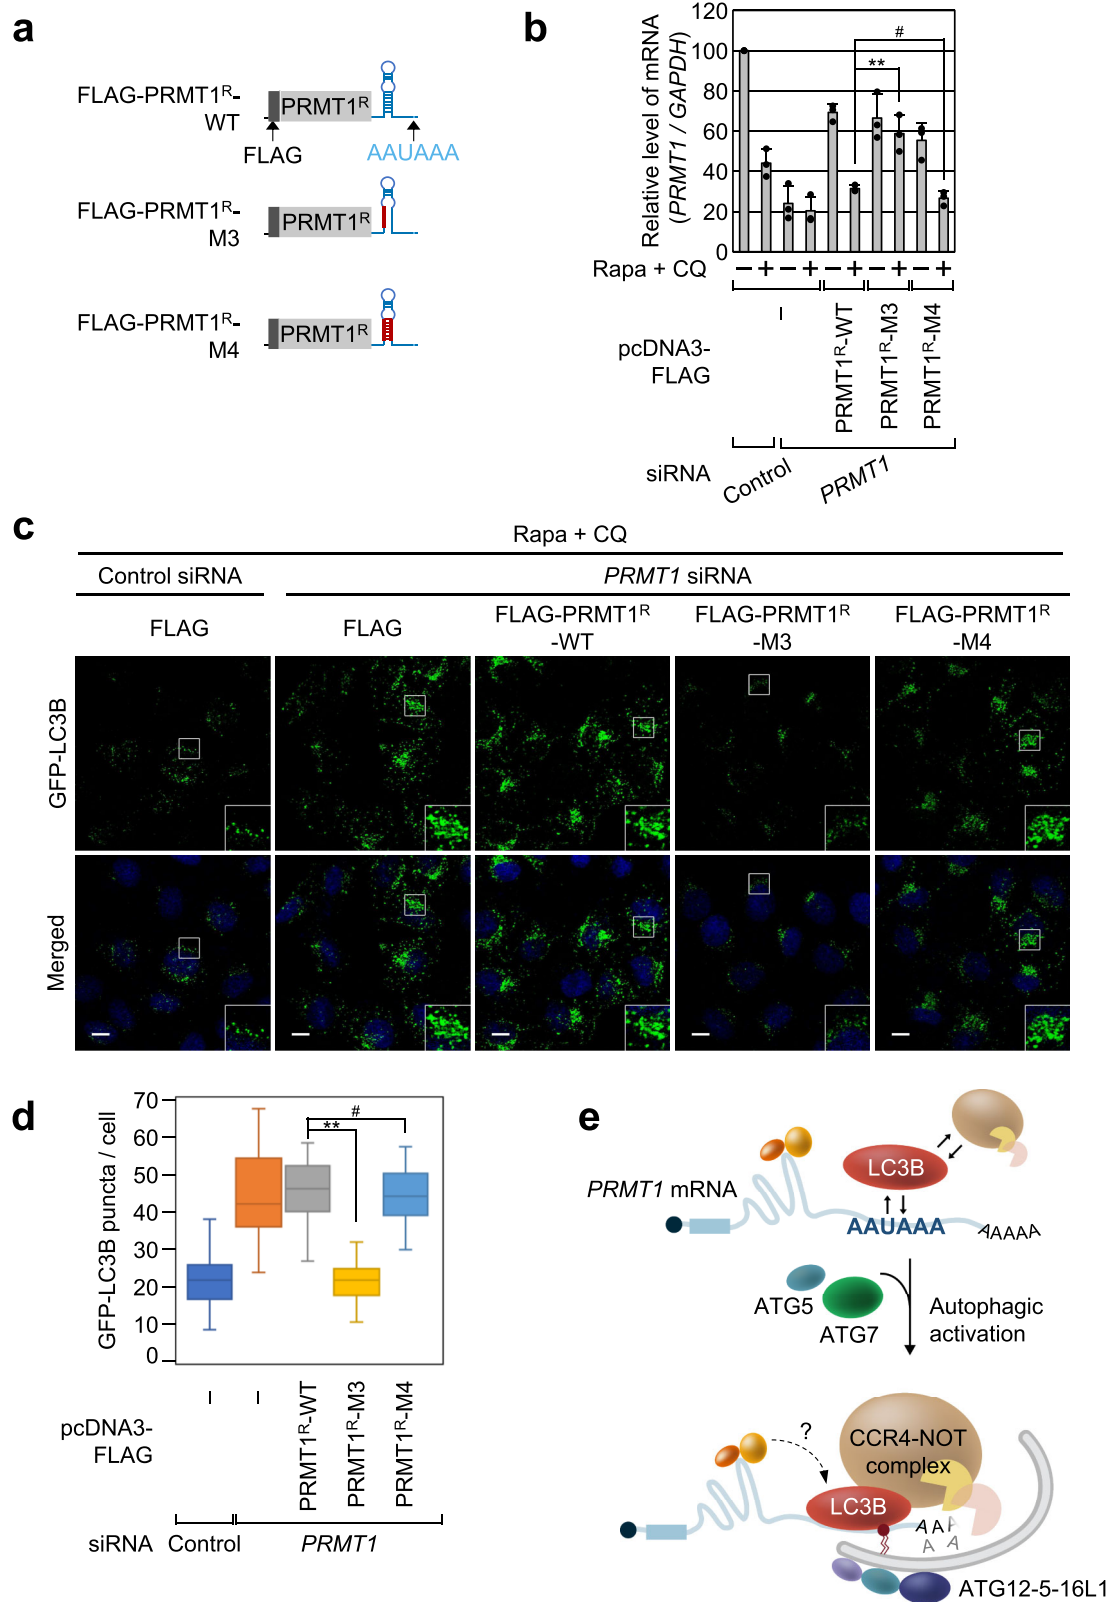 a
FLAG-PRMT1R-
WT
PRMT1R
FLAG
AAUAAA
FLAG-PRMT1R-
M3
PRMT1R
FLAG-PRMT1R-
M4
PRMT1R
b
Relative level of mRNA
(PRMT1 / GAPDH)
120
100
80
60
40
20
0
#
**
Rapa + CQ
− + − + − + − + − +
pcDNA3-
FLAG
–
PRMT1R-WT
PRMT1R-M3
PRMT1R-M4
siRNA
Control
PRMT1
c
Rapa + CQ
Control siRNA
PRMT1 siRNA
FLAG
FLAG
FLAG-PRMT1R
-WT
FLAG-PRMT1R
-M3
FLAG-PRMT1R
-M4
GFP-LC3B
Merged
d
GFP-LC3B puncta / cell
70
60
50
40
30
20
10
0
#
**
pcDNA3-
FLAG
–
–
PRMT1R-WT
PRMT1R-M3
PRMT1R-M4
siRNA
Control
PRMT1
e
LC3B
PRMT1 mRNA
AAUAAA
AAAAA
ATG5
ATG7
Autophagic
activation
?
CCR4-NOT
complex
LC3B
AAA
A A
ATG12-5-16L1